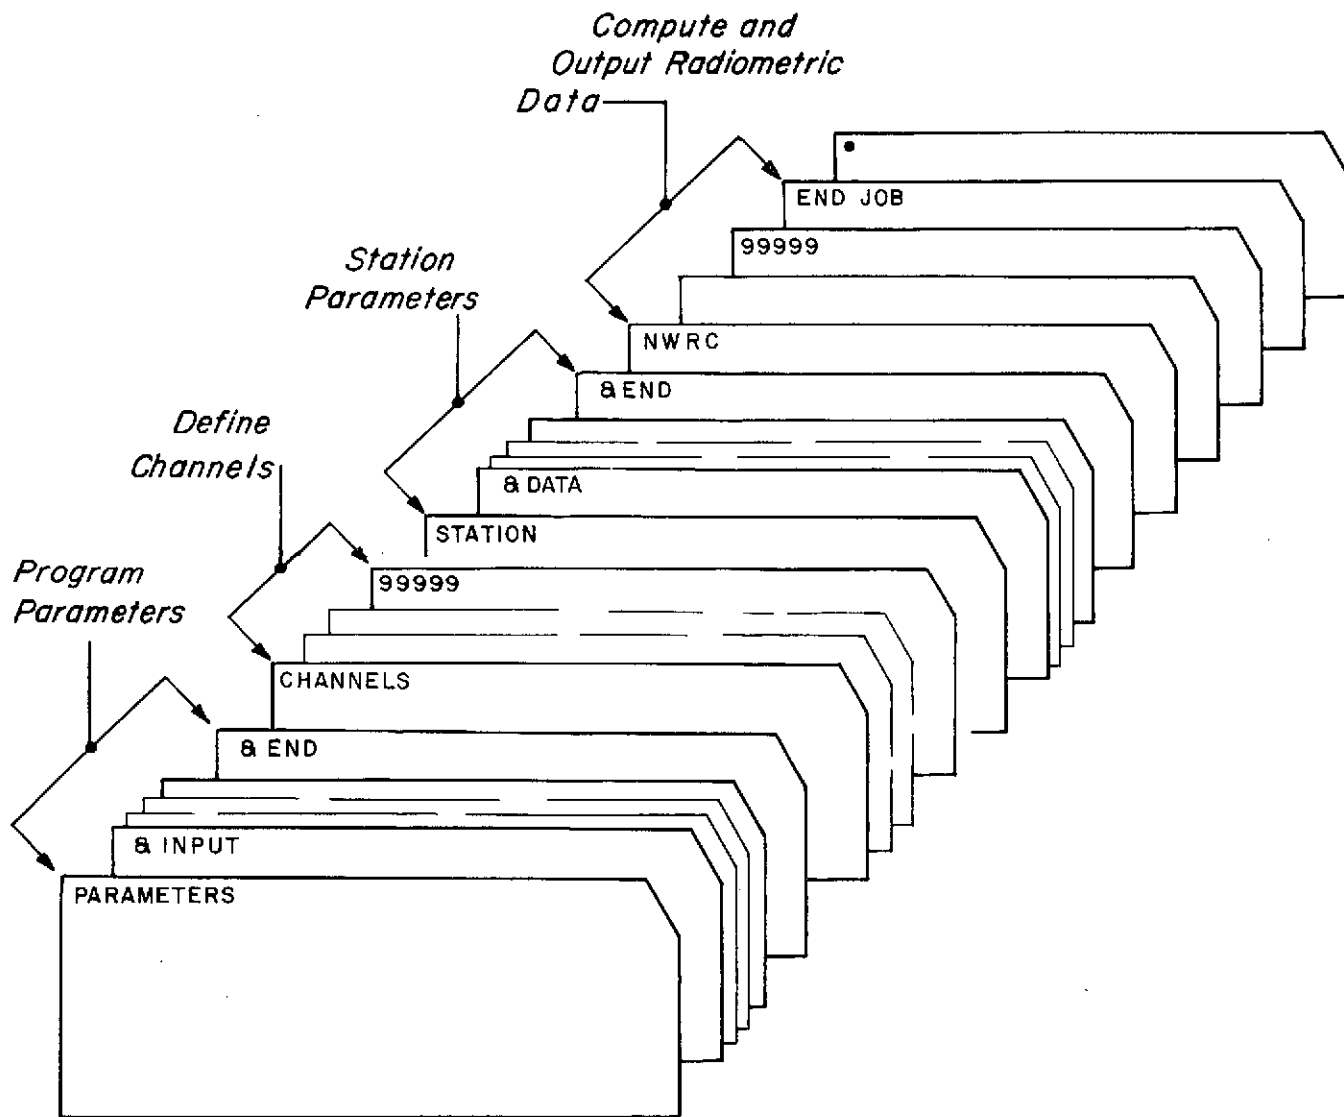 Compute and
Output Radiometric
Data
END JOB
99999
Station
Parameters
NWRC
& END
Define
Channels
& DATA
STATION
Program
Parameters
99999
CHANNELS
& END
& INPUT
PARAMETERS